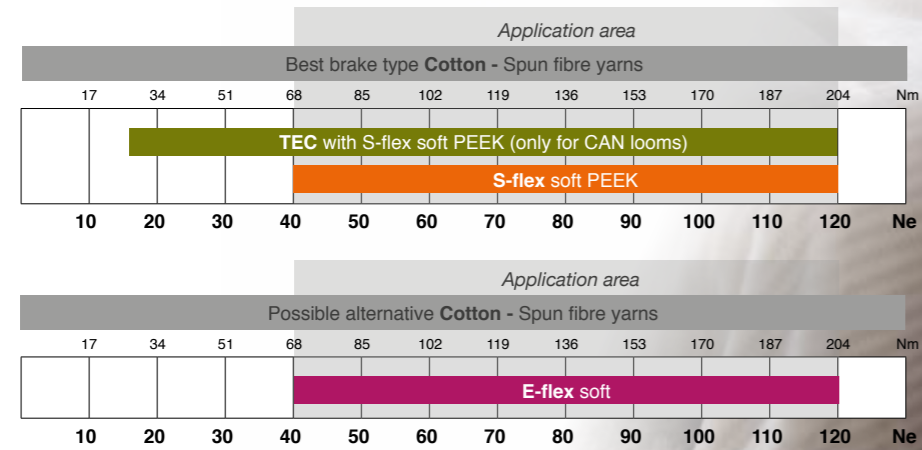 Application area
Best brake type Cotton - Spun fibre yarns
17 34 51 68 85 102 119 136 153 170 187 204 Nm
TEC with S-flex soft PEEK (only for CAN looms)
S-flex soft PEEK
10 20 30 40 50 60 70 80 90 100 110 120 Ne
Application area
Possible alternative Cotton - Spun fibre yarns
17 34 51 68 85 102 119 136 153 170 187 204 Nm
E-flex soft
10 20 30 40 50 60 70 80 90 100 110 120 Ne